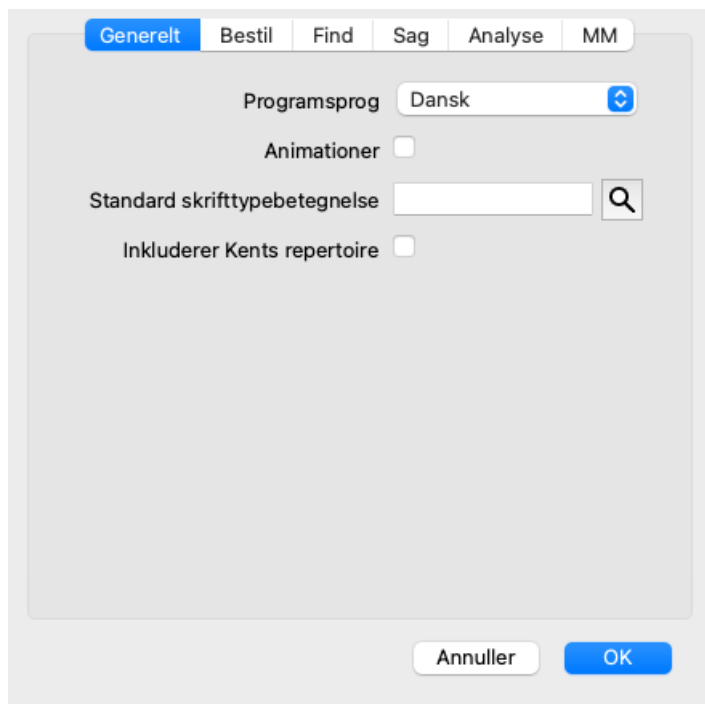 Generelt Bestil Find Sag Analyse MM
Programsprog Dansk
Animationer
Standard skrifttypebetegnelse
Inkluderer Kents repertoire
Annuller OK